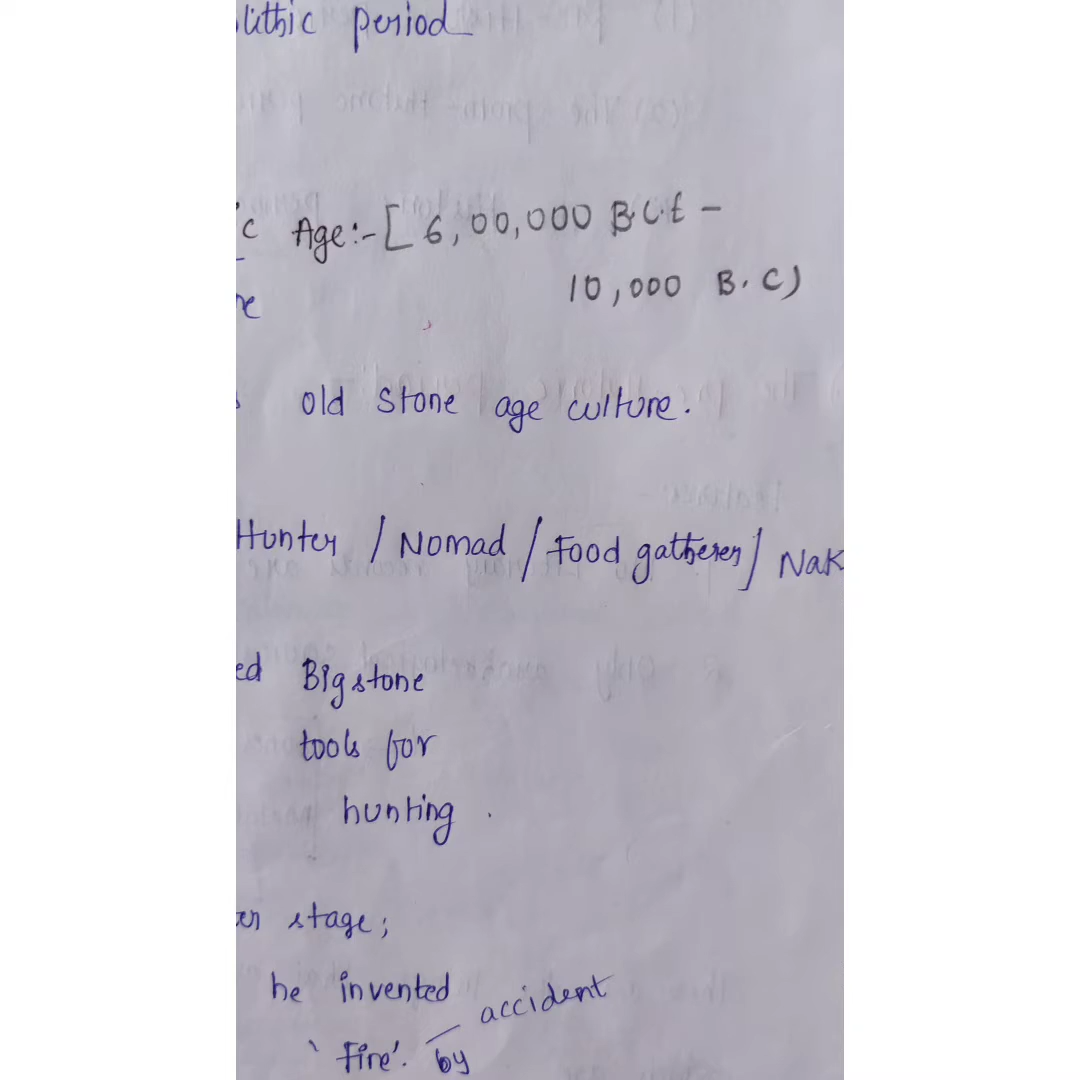 lithic period
c Age:- [ 6,00,000 B.C.E -
10,000 B.C)
old stone age culture.
Hunter / Nomad / Food gatherer / Nak
ed Big stone
tools for
hunting .
er stage;
he invented
'Fire'. by accident